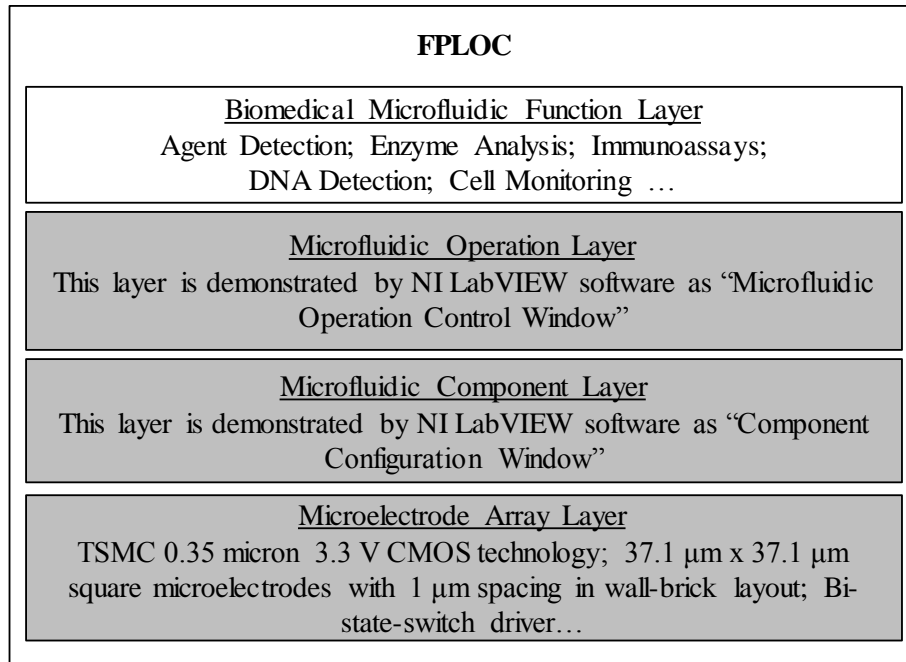 FPLOC
Biomedical Microfluidic Function Layer
Agent Detection; Enzyme Analysis; Immunoassays;
DNA Detection; Cell Monitoring …
Microfluidic Operation Layer
This layer is demonstrated by NI LabVIEW software as “Microfluidic
Operation Control Window”
Microfluidic Component Layer
This layer is demonstrated by NI LabVIEW software as “Component
Configuration Window”
Microelectrode Array Layer
TSMC 0.35 micron 3.3 V CMOS technology; 37.1 μm x 37.1 μm
square microelectrodes with 1 μm spacing in wall-brick layout; Bi-
state-switch driver…